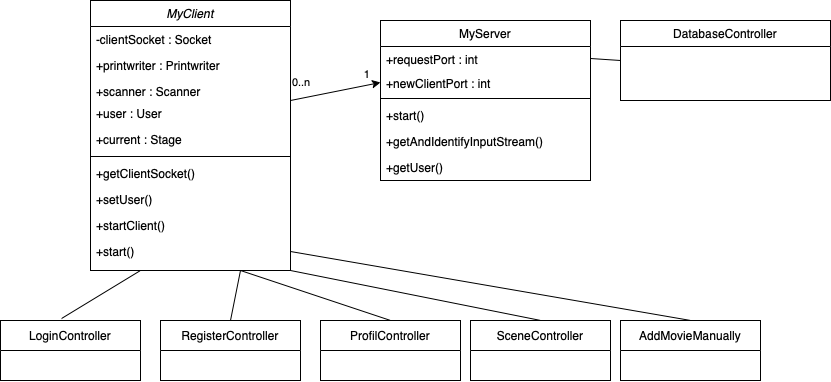 MyClient
-clientSocket : Socket
+printwriter : Printwriter
+scanner : Scanner
+user : User
+current : Stage
+getClientSocket()
+setUser()
+startClient()
+start()
0..n
1
MyServer
+requestPort : int
+newClientPort : int
+start()
+getAndIdentifyInputStream()
+getUser()
DatabaseController
LoginController
RegisterController
ProfilController
SceneController
AddMovieManually